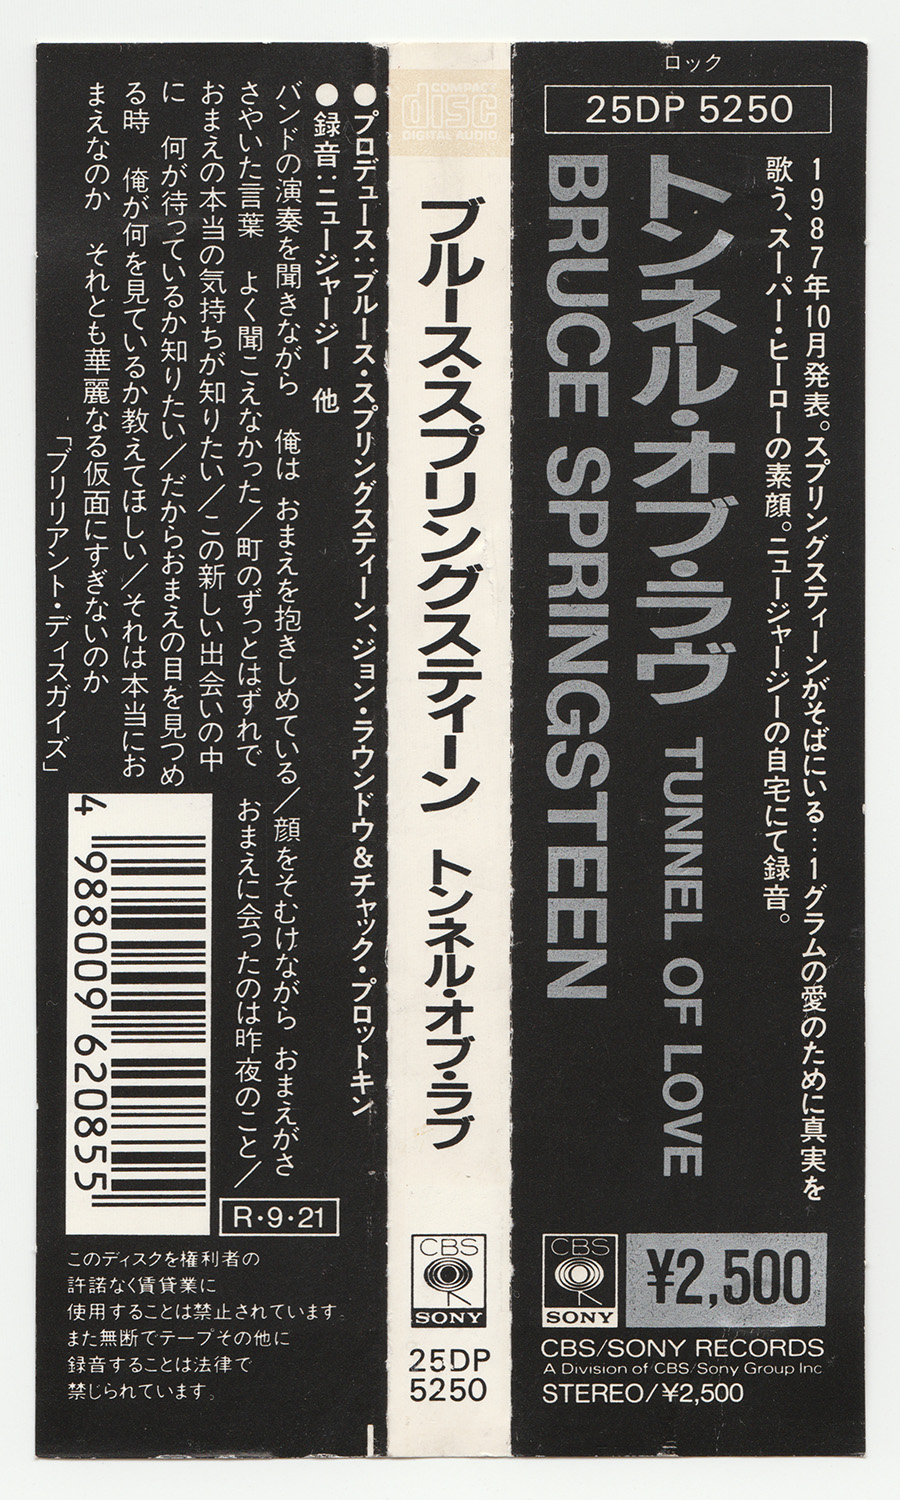 ロック
25DP 5250
1987年10月発表。スプリングスティーンがそばにいる…1グラムの愛のために真実を
歌う、スーパー・ヒーローの素顔。ニュージャージーの自宅にて録音。
トンネル・オブ・ラヴ TUNNEL OF LOVE
BRUCE SPRINGSTEEN
CBS
SONY
¥2,500
CBS/SONY RECORDS
A Division of CBS/Sony Group Inc
STEREO/¥2,500
COMPACT
disc
DIGITAL AUDIO
ブルース・スプリングスティーン トンネル・オブ・ラブ
CBS
SONY
25DP
5250
●プロデュース:ブルース・スプリングスティーン、ジョン・ラウンドウ&チャック・プロットキン
●録音:ニュージャージー 他
バンドの演奏を聞きながら 俺は おまえを抱きしめている/顔をそむけながら おまえがさ
さやいた言葉 よく聞こえなかった/町のずっとはずれで おまえに会ったのは昨夜のこと/
おまえの本当の気持ちが知りたい/この新しい出会いの中
に 何が待っているか知りたい/だからおまえの目を見つめ
る時 俺が何を見ているか教えてほしい/それは本当にお
まえなのか それとも華麗なる仮面にすぎないのか
「ブリリアント・ディスガイズ」
4 988009 620855
R・9・21
このディスクを権利者の
許諾なく賃貸業に
使用することは禁止されています。
また無断でテープその他に
録音することは法律で
禁じられています。